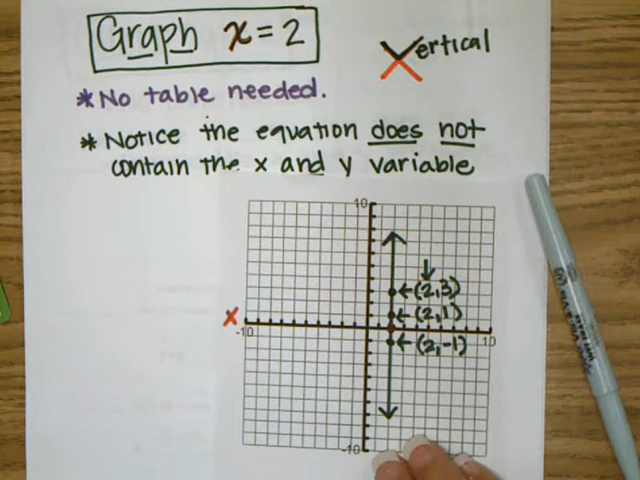 Graph x = 2
Vertical
* No table needed.
* Notice the equation does not
contain the x and y variable
10
(2,3)
(2,1)
x
-10
10
(2,-1)
-10